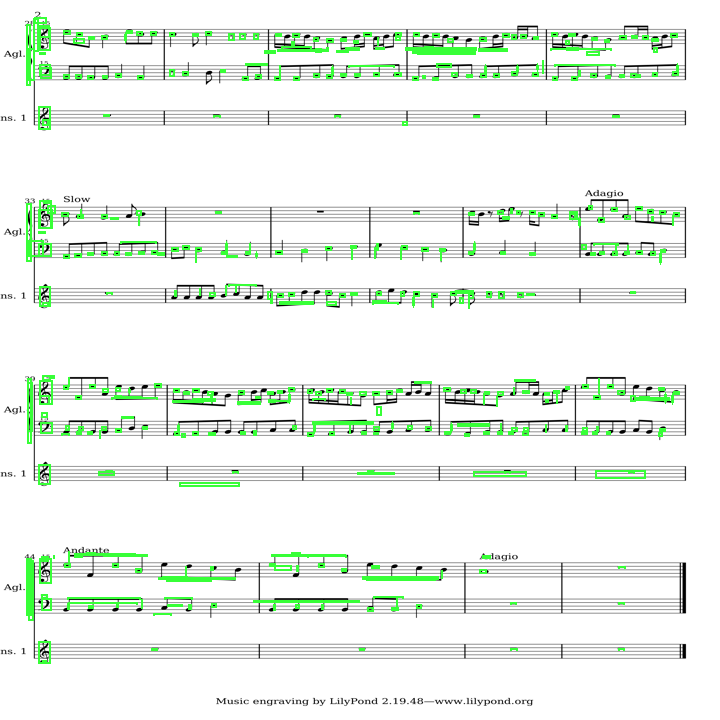 2
Agl.
ns. 1
33
Slow
Adagio
Agl.
ns. 1
39
Agl.
ns. 1
44
Andante
Adagio
Agl.
ns. 1
Music engraving by LilyPond 2.19.48—www.lilypond.org